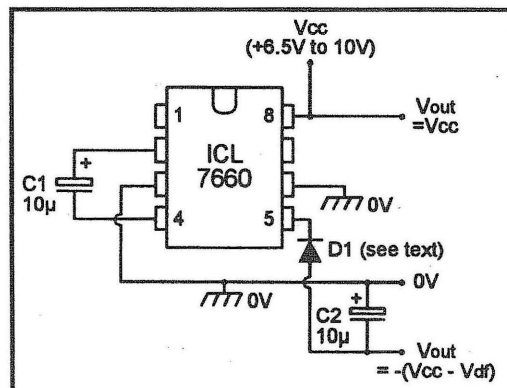 Vcc
(+6.5V to 10V)
1
8
Vout
=Vcc
ICL
7660
+
C1
10µ
4
5
0V
D1 (see text)
0V
0V
+
C2
10µ
Vout
= -(Vcc - Vdf)